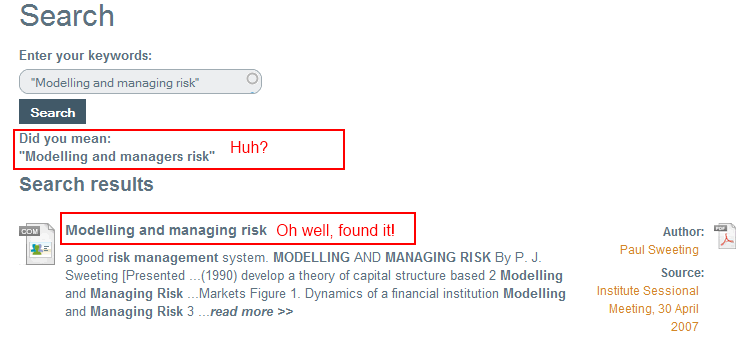 Search
Enter your keywords:
"Modelling and managing risk"
Search
Did you mean:
"Modelling and managers risk"
Huh?
Search results
COM
Modelling and managing risk
Oh well, found it!
a good risk management system. MODELLING AND MANAGING RISK By P. J.
Sweeting [Presented ...(1990) develop a theory of capital structure based 2 Modelling
and Managing Risk ...Markets Figure 1. Dynamics of a financial institution Modelling
and Managing Risk 3 ...read more >>
Author:
Paul Sweeting
Source:
Institute Sessional
Meeting, 30 April
2007
PDF